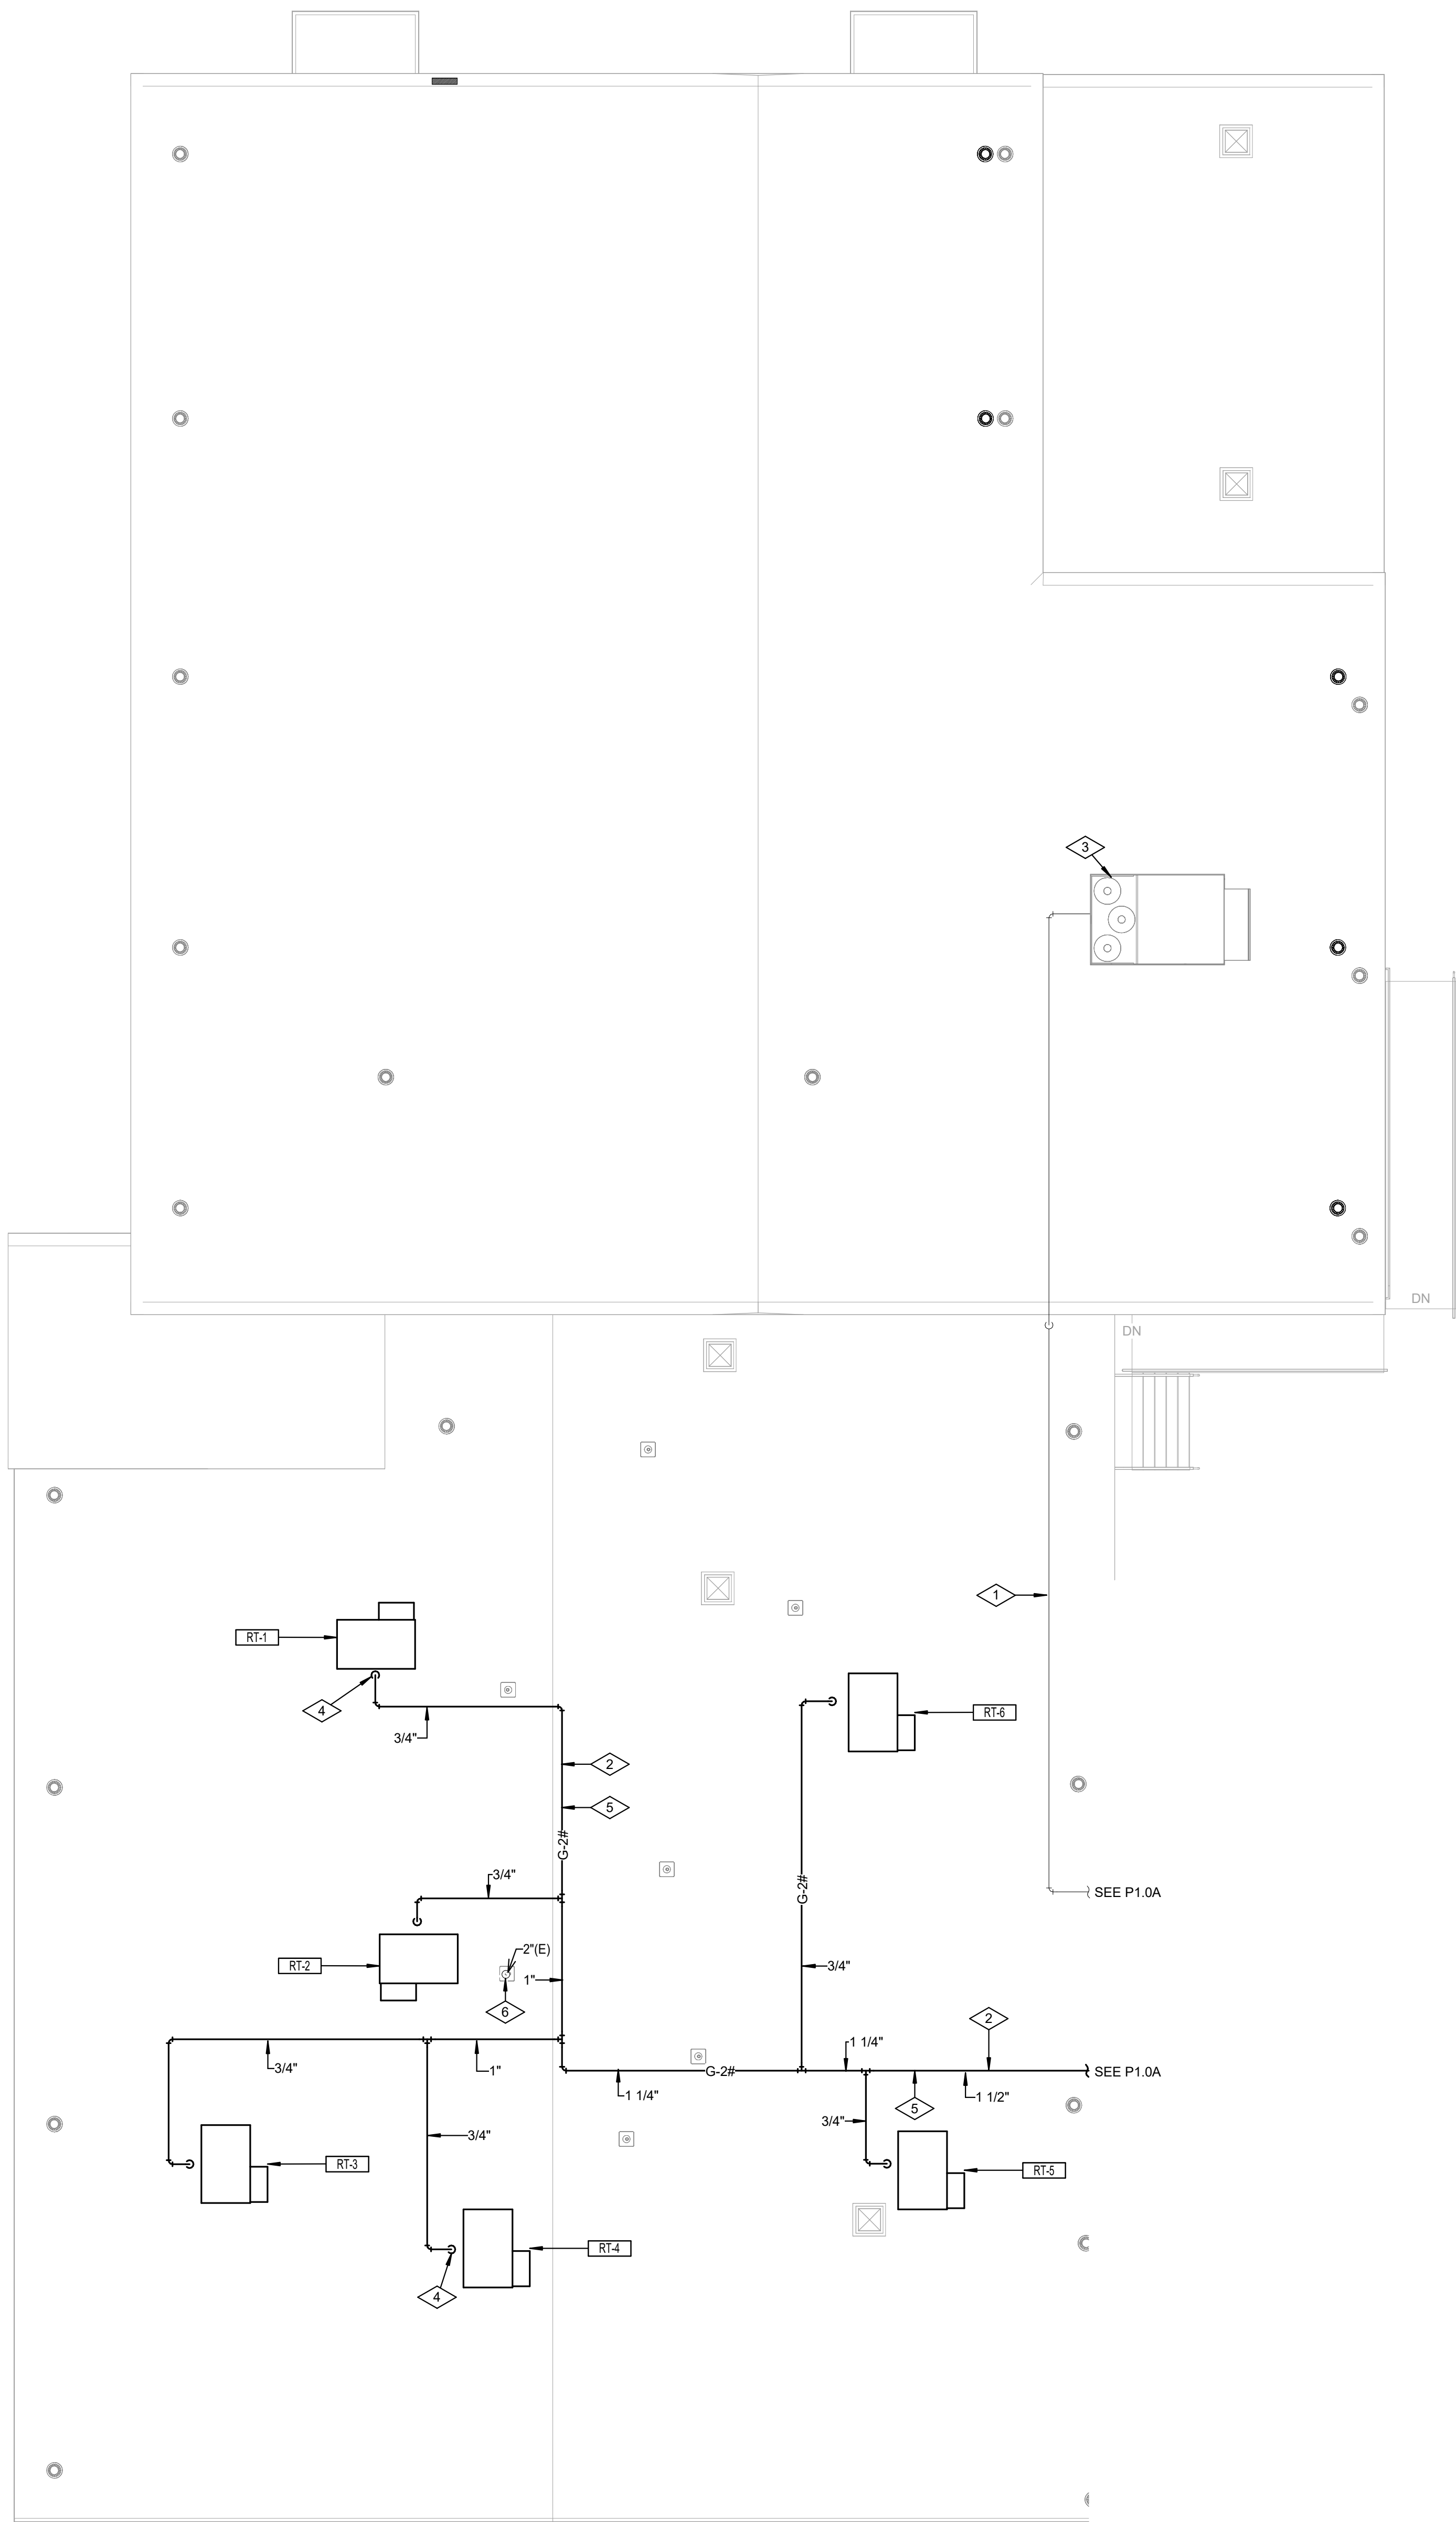 3
DN
DN
1
RT-1
4
3/4"
2
5
G-2#
RT-6
3/4"
G-2#
SEE P1.0A
RT-2
2"(E)
1"
6
3/4"
2
3/4"
1"
1 1/4"
G-2#
SEE P1.0A
1 1/4"
5
1 1/2"
3/4"
3/4"
RT-3
RT-5
RT-4
4